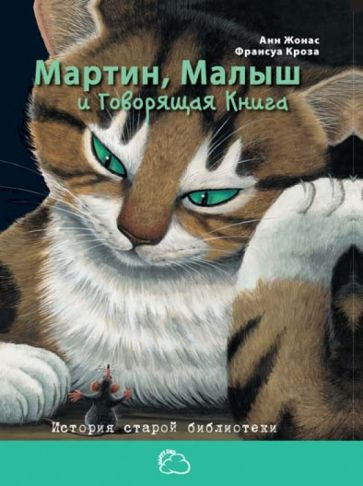 Анн Жонас
Франсуа Кроза
Мартин, Малыш
и Говорящая Книга
История старой библиотеки